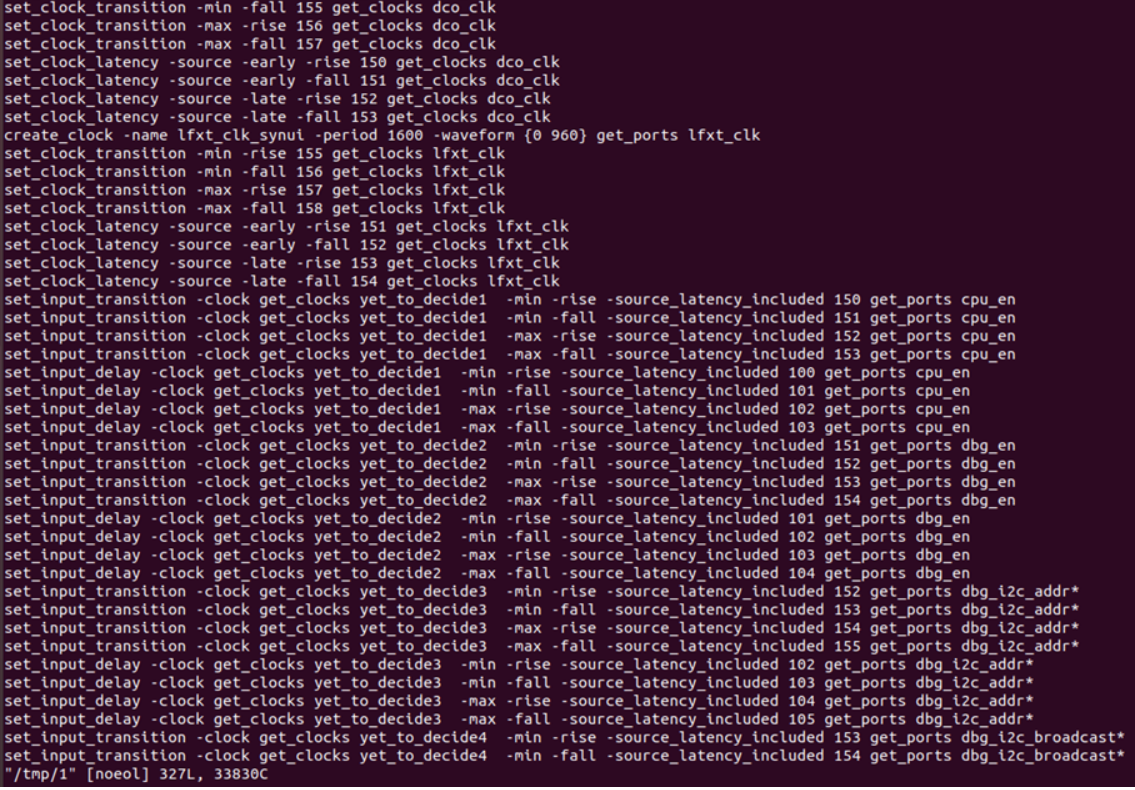 set_clock_transition -min -fall 155 get_clocks dco_clk
set_clock_transition -max -rise 156 get_clocks dco_clk
set_clock_transition -max -fall 157 get_clocks dco_clk
set_clock_latency -source -early -rise 150 get_clocks dco_clk
set_clock_latency -source -early -fall 151 get_clocks dco_clk
set_clock_latency -source -late -rise 152 get_clocks dco_clk
set_clock_latency -source -late -fall 153 get_clocks dco_clk
create_clock -name lfxt_clk_synui -period 1600 -waveform {0 960} get_ports lfxt_clk
set_clock_transition -min -rise 155 get_clocks lfxt_clk
set_clock_transition -min -fall 156 get_clocks lfxt_clk
set_clock_transition -max -rise 157 get_clocks lfxt_clk
set_clock_transition -max -fall 158 get_clocks lfxt_clk
set_clock_latency -source -early -rise 151 get_clocks lfxt_clk
set_clock_latency -source -early -fall 152 get_clocks lfxt_clk
set_clock_latency -source -late -rise 153 get_clocks lfxt_clk
set_clock_latency -source -late -fall 154 get_clocks lfxt_clk
set_input_transition -clock get_clocks yet_to_decide1  -min -rise -source_latency_included 150 get_ports cpu_en
set_input_transition -clock get_clocks yet_to_decide1  -min -fall -source_latency_included 151 get_ports cpu_en
set_input_transition -clock get_clocks yet_to_decide1  -max -rise -source_latency_included 152 get_ports cpu_en
set_input_transition -clock get_clocks yet_to_decide1  -max -fall -source_latency_included 153 get_ports cpu_en
set_input_delay -clock get_clocks yet_to_decide1  -min -rise -source_latency_included 100 get_ports cpu_en
set_input_delay -clock get_clocks yet_to_decide1  -min -fall -source_latency_included 101 get_ports cpu_en
set_input_delay -clock get_clocks yet_to_decide1  -max -rise -source_latency_included 102 get_ports cpu_en
set_input_delay -clock get_clocks yet_to_decide1  -max -fall -source_latency_included 103 get_ports cpu_en
set_input_transition -clock get_clocks yet_to_decide2  -min -rise -source_latency_included 151 get_ports dbg_en
set_input_transition -clock get_clocks yet_to_decide2  -min -fall -source_latency_included 152 get_ports dbg_en
set_input_transition -clock get_clocks yet_to_decide2  -max -rise -source_latency_included 153 get_ports dbg_en
set_input_transition -clock get_clocks yet_to_decide2  -max -fall -source_latency_included 154 get_ports dbg_en
set_input_delay -clock get_clocks yet_to_decide2  -min -rise -source_latency_included 101 get_ports dbg_en
set_input_delay -clock get_clocks yet_to_decide2  -min -fall -source_latency_included 102 get_ports dbg_en
set_input_delay -clock get_clocks yet_to_decide2  -max -rise -source_latency_included 103 get_ports dbg_en
set_input_delay -clock get_clocks yet_to_decide2  -max -fall -source_latency_included 104 get_ports dbg_en
set_input_transition -clock get_clocks yet_to_decide3  -min -rise -source_latency_included 152 get_ports dbg_i2c_addr*
set_input_transition -clock get_clocks yet_to_decide3  -min -fall -source_latency_included 153 get_ports dbg_i2c_addr*
set_input_transition -clock get_clocks yet_to_decide3  -max -rise -source_latency_included 154 get_ports dbg_i2c_addr*
set_input_transition -clock get_clocks yet_to_decide3  -max -fall -source_latency_included 155 get_ports dbg_i2c_addr*
set_input_delay -clock get_clocks yet_to_decide3  -min -rise -source_latency_included 102 get_ports dbg_i2c_addr*
set_input_delay -clock get_clocks yet_to_decide3  -min -fall -source_latency_included 103 get_ports dbg_i2c_addr*
set_input_delay -clock get_clocks yet_to_decide3  -max -rise -source_latency_included 104 get_ports dbg_i2c_addr*
set_input_delay -clock get_clocks yet_to_decide3  -max -fall -source_latency_included 105 get_ports dbg_i2c_addr*
set_input_transition -clock get_clocks yet_to_decide4  -min -rise -source_latency_included 153 get_ports dbg_i2c_broadcast*
set_input_transition -clock get_clocks yet_to_decide4  -min -fall -source_latency_included 154 get_ports dbg_i2c_broadcast*
"/tmp/1" [noeol] 327L, 33830C